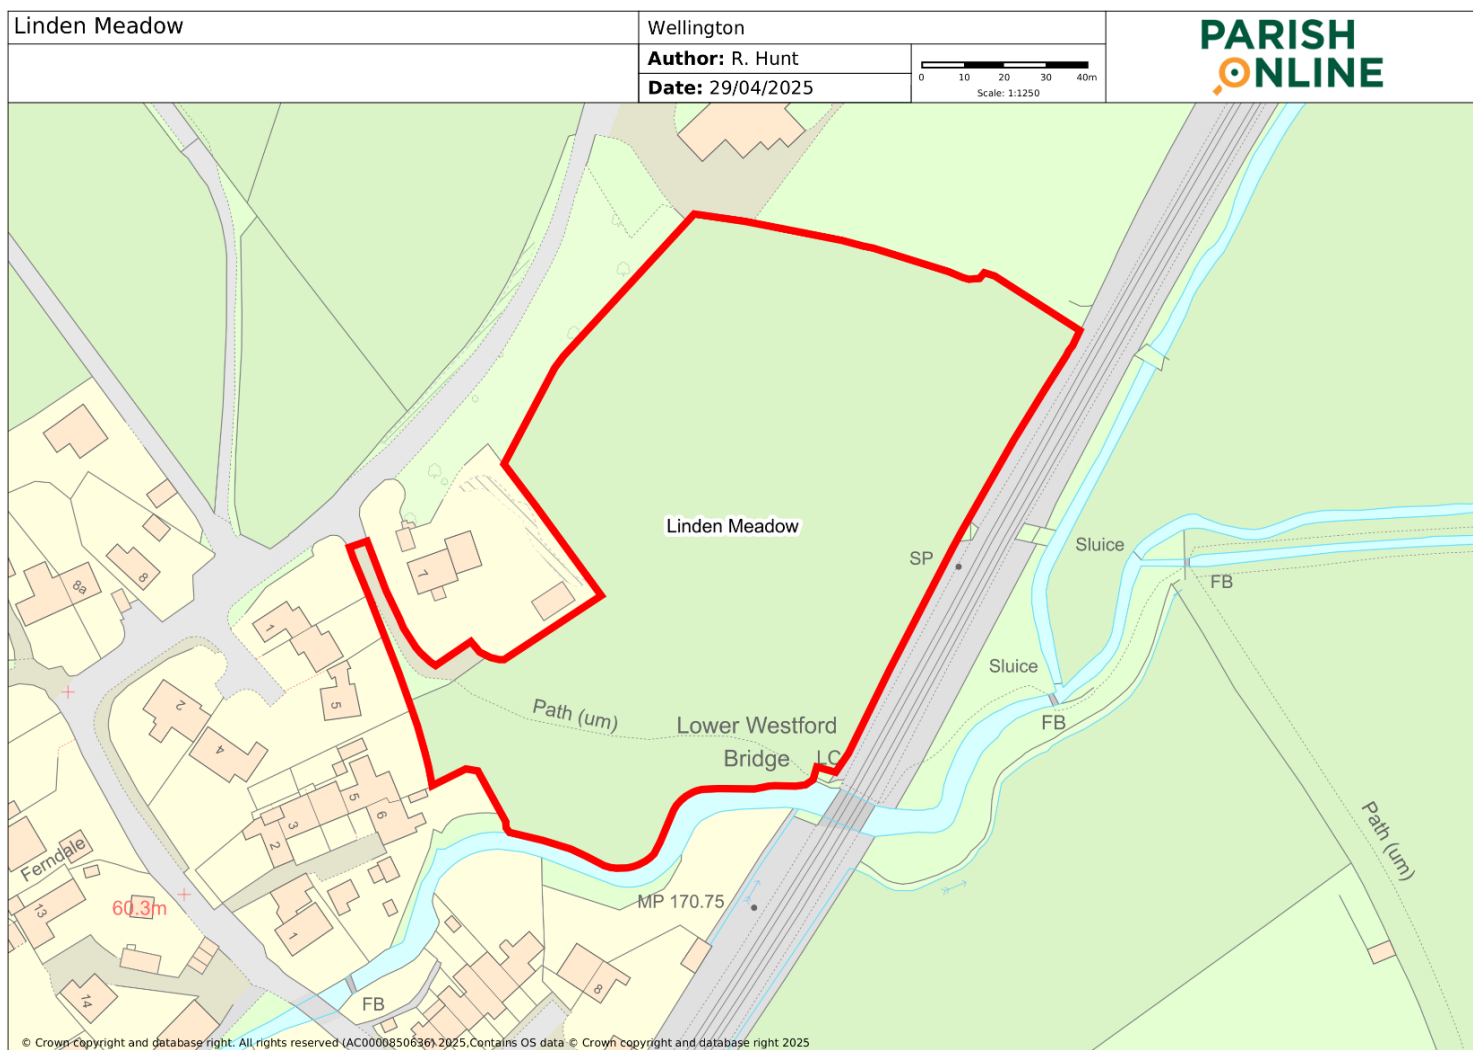 Linden Meadow
Wellington
Author: R. Hunt
Date: 29/04/2025
0 10 20 30 40m
Scale: 1:1250
PARISH
ONLINE
Linden Meadow
SP
Sluice
FB
Sluice
FB
7
8
8a
1
5
2
4
Path (um)
Lower Westford
Bridge
LC
5
3
6
2
Ferndale
13
60.3m
1
14
MP 170.75
8
FB
Path (um)
© Crown copyright and database right. All rights reserved (AC0000850636) 2025,Contains OS data © Crown copyright and database right 2025